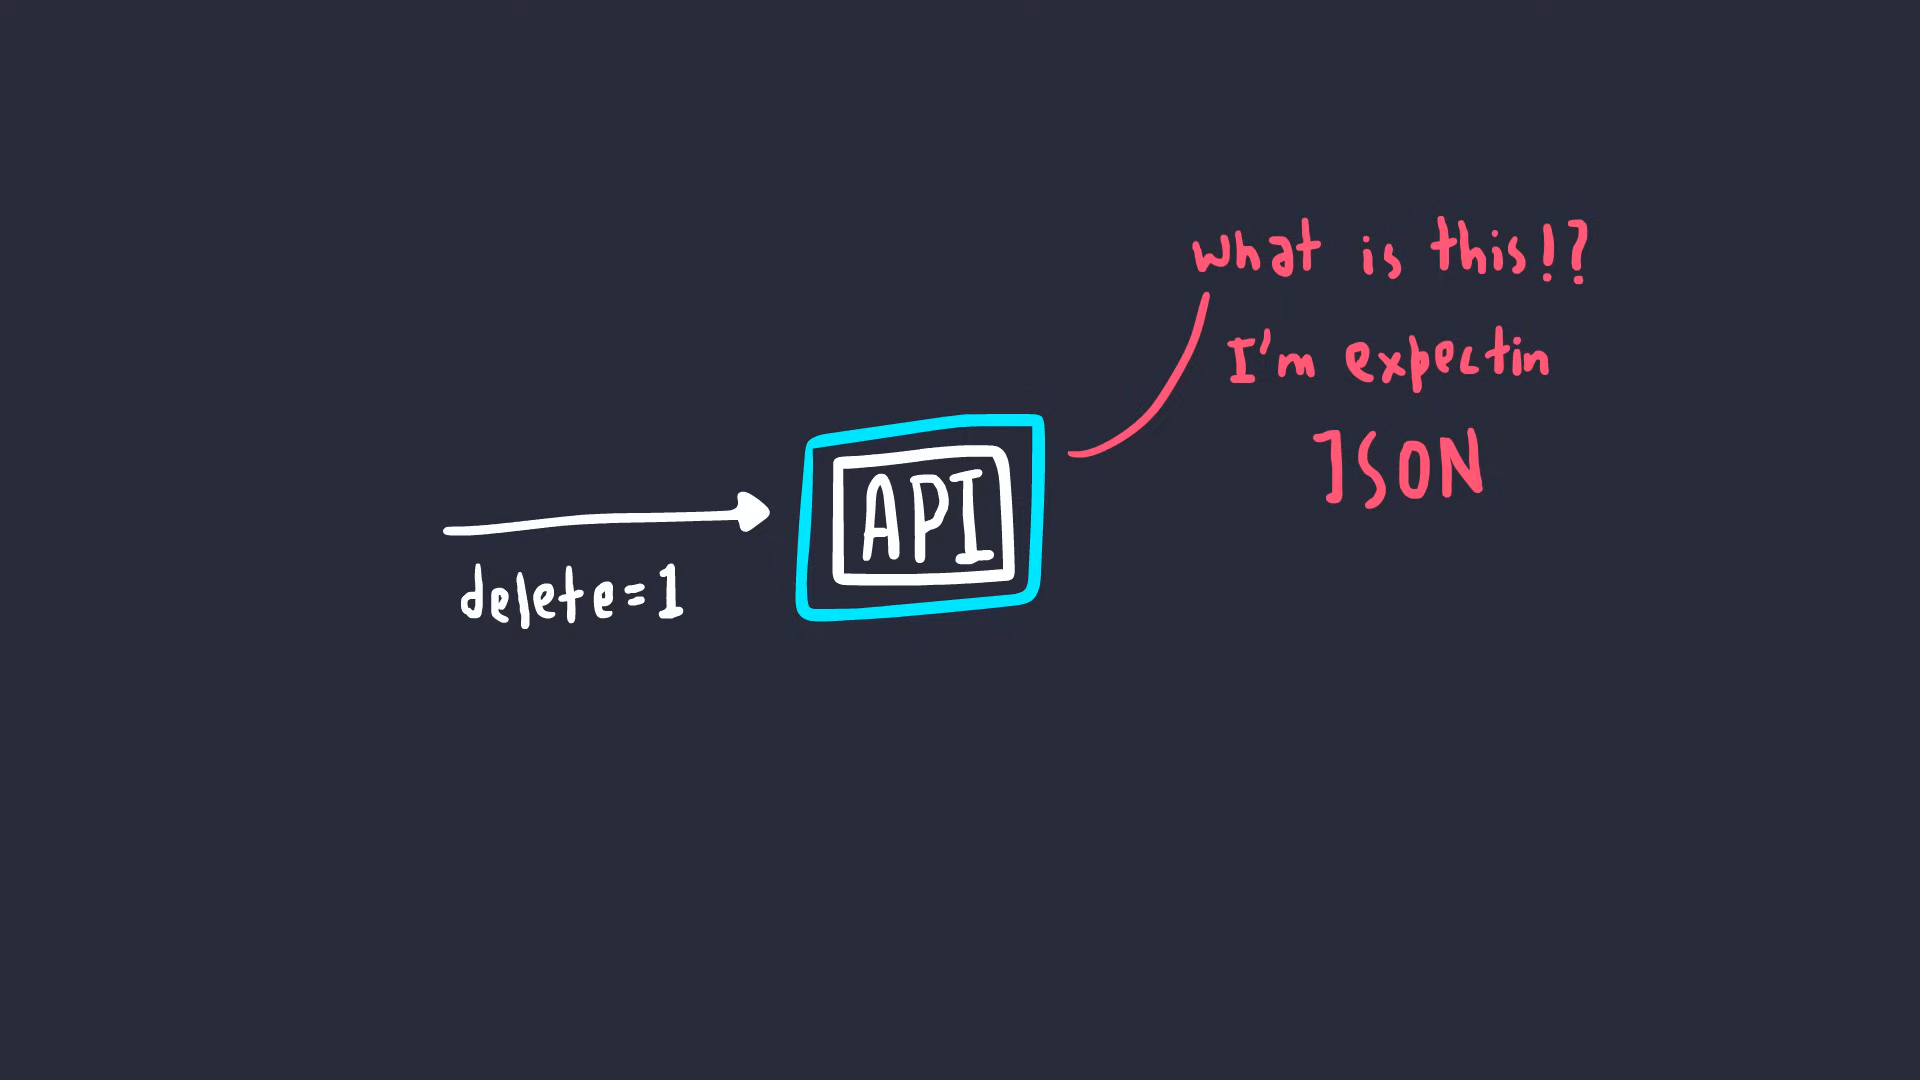 what is this!?
I'm expectin
JSON
API
delete=1